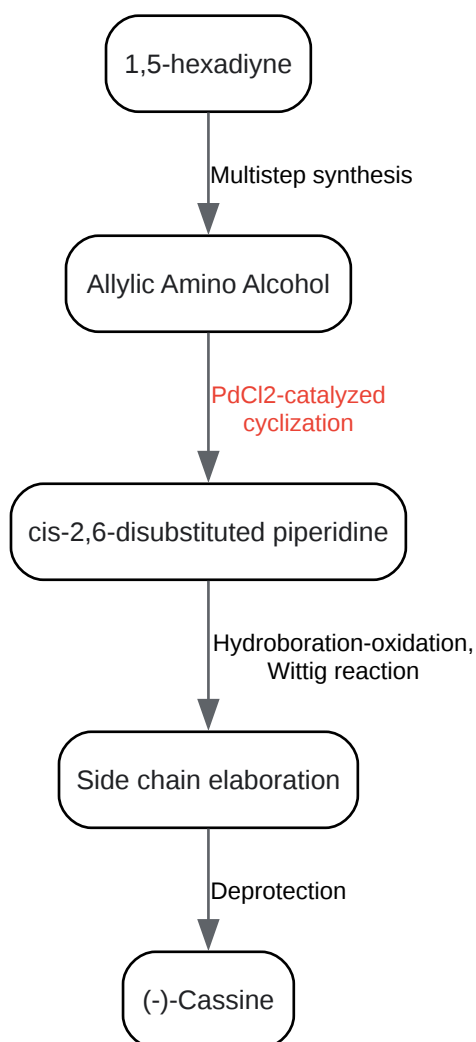 1,5-hexadiyne
Multistep synthesis
Allylic Amino Alcohol
PdCl2-catalyzed
cyclization
cis-2,6-disubstituted piperidine
Hydroboration-oxidation,
Wittig reaction
Side chain elaboration
Deprotection
(-)-Cassine